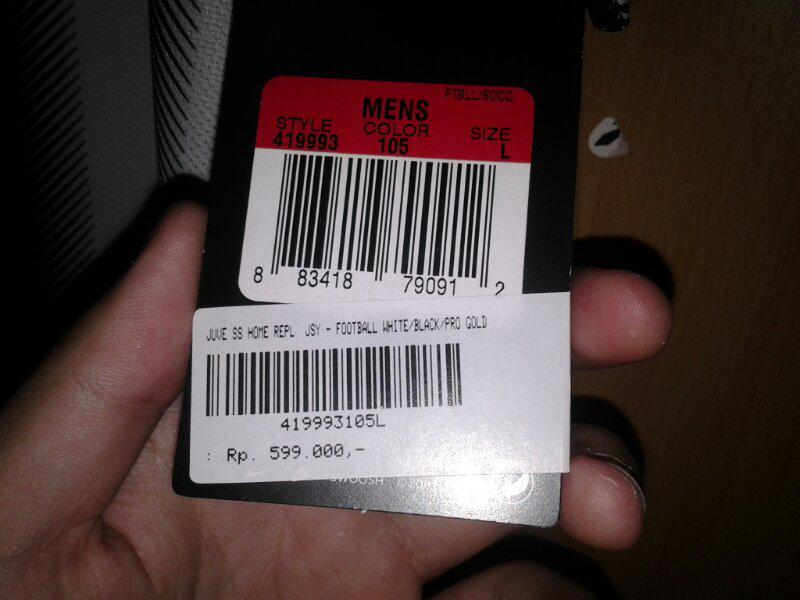 FTBLL/SOCC
MENS
STYLE COLOR SIZE
419993 105 L
8 83418 79091 2
JUVE SS HOME REPL JSY - FOOTBALL WHITE/BLACK/PRO GOLD
419993105L
: Rp. 599.000,-
SWOOSH